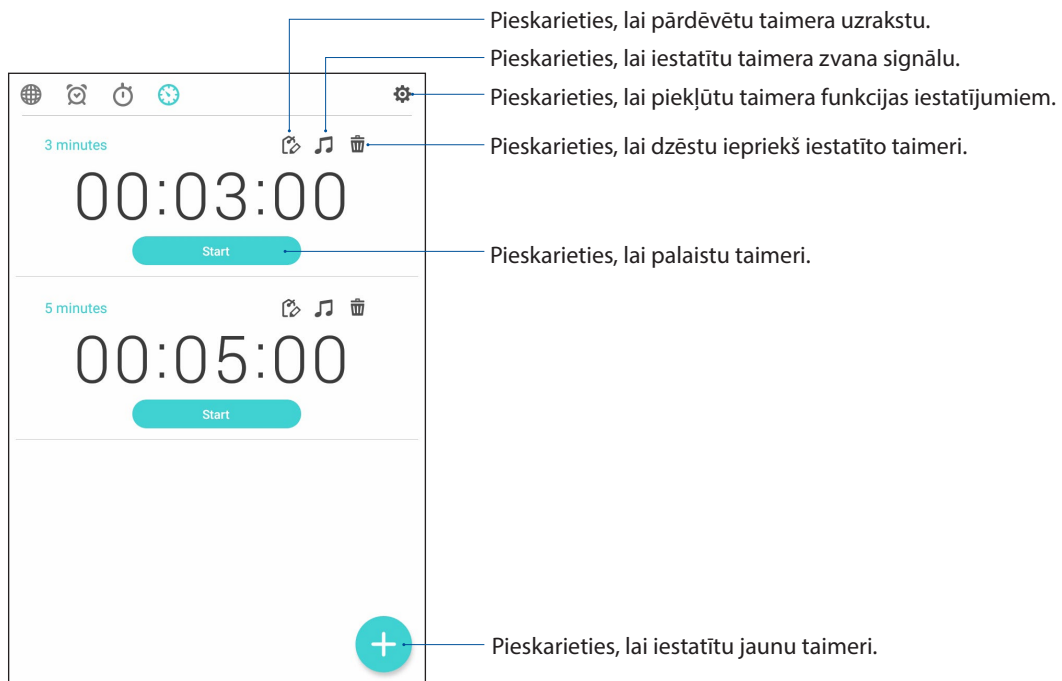 Pieskarieties, lai pārdēvētu taimera uzrakstu.
Pieskarieties, lai iestatītu taimera zvana signālu.
Pieskarieties, lai piekļūtu taimera funkcijas iestatījumiem.
3 minutes
Pieskarieties, lai dzēstu iepriekš iestatīto taimeri.
00:03:00
Start
Pieskarieties, lai palaistu taimeri.
5 minutes
00:05:00
Start
Pieskarieties, lai iestatītu jaunu taimeri.